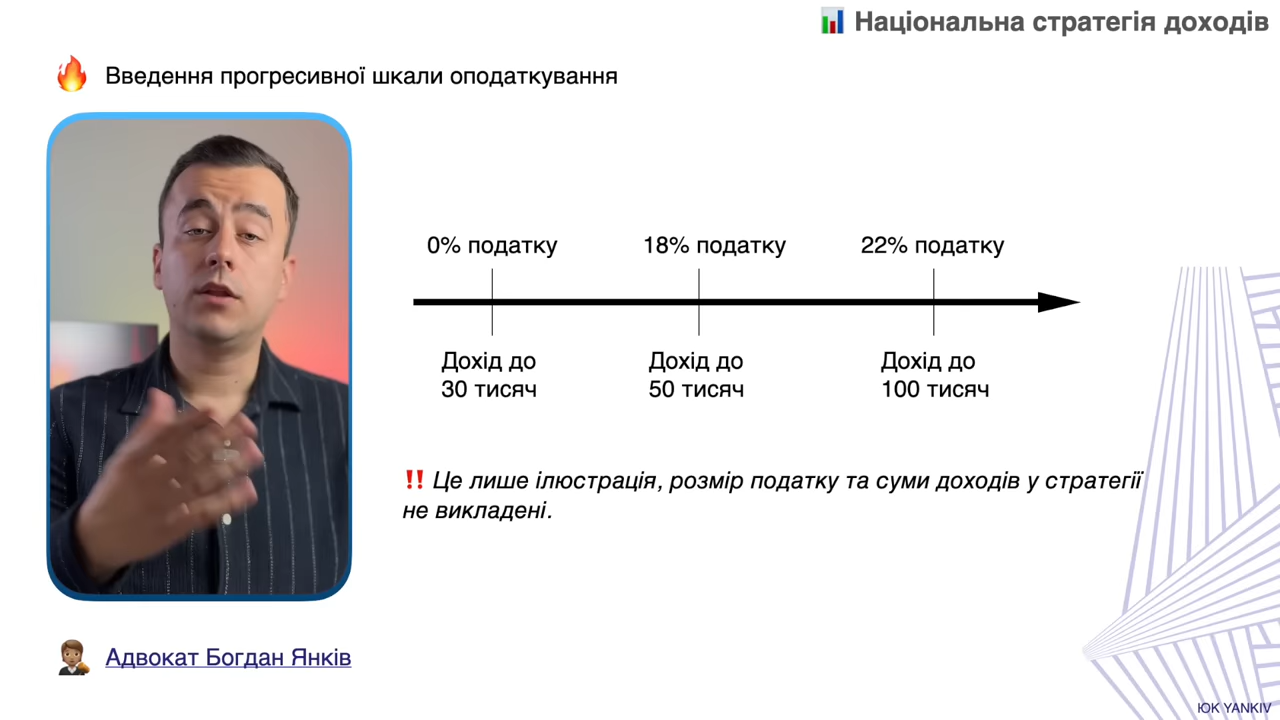 Національна стратегія доходів
Введення прогресивної шкали оподаткування
0% податку
18% податку
22% податку
Дохід до
30 тисяч
Дохід до
50 тисяч
Дохід до
100 тисяч
‼️ Це лише ілюстрація, розмір податку та суми доходів у стратегії
не викладені.
Адвокат Богдан Янків
ЮК YANKIV